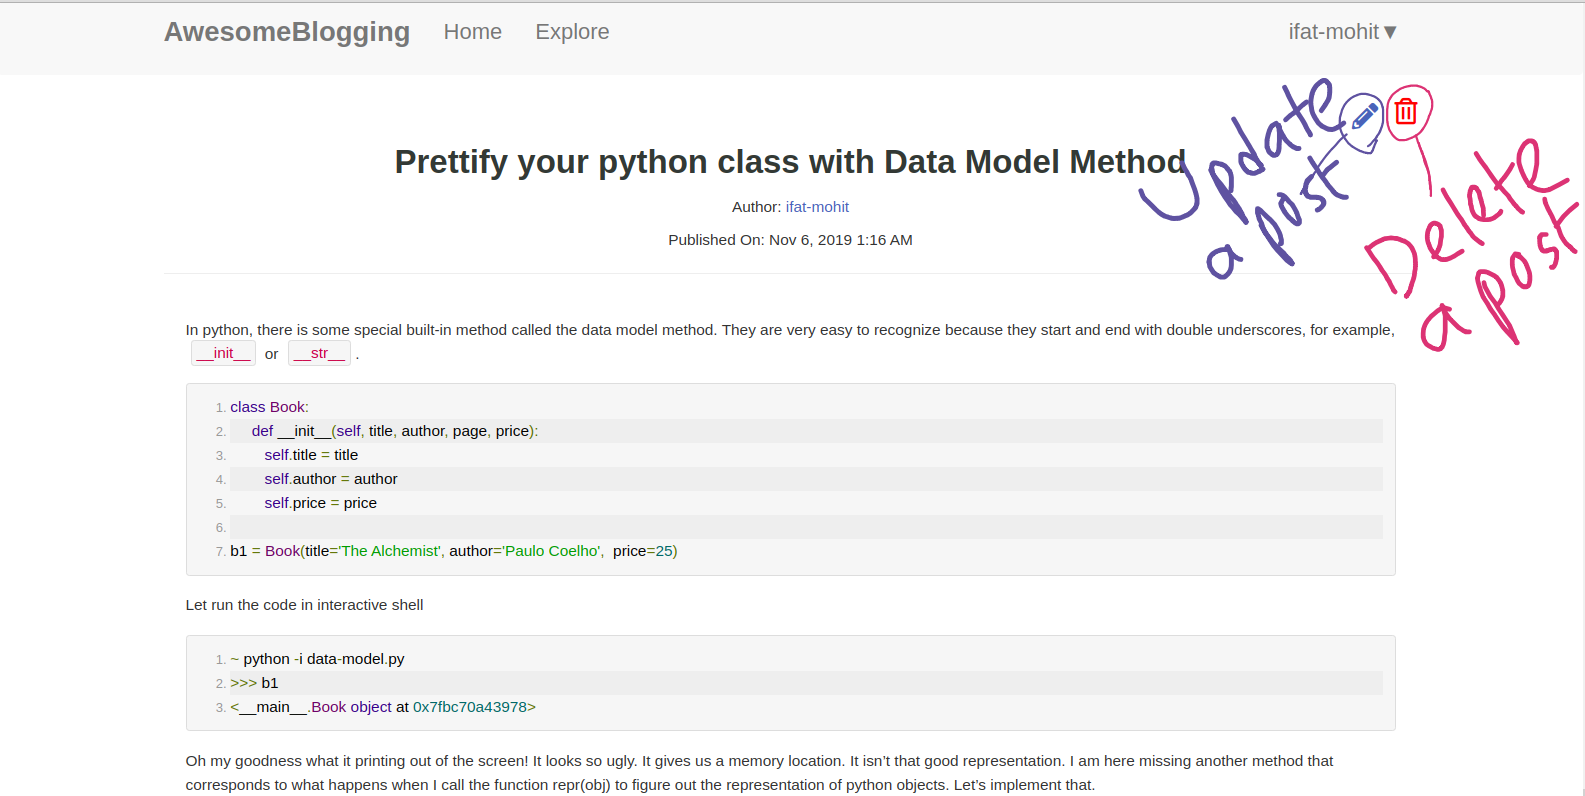 AwesomeBlogging Home Explore ifat-mohit▼
Update
a post
Delete
a post
Prettify your python class with Data Model Method
Author: ifat-mohit
Published On: Nov 6, 2019 1:16 AM
In python, there is some special built-in method called the data model method. They are very easy to recognize because they start and end with double underscores, for example,
__init__ or __str__ .
1. class Book:
2. def __init__(self, title, author, page, price):
3. self.title = title
4. self.author = author
5. self.price = price
6.
7. b1 = Book(title='The Alchemist', author='Paulo Coelho', price=25)
Let run the code in interactive shell
1. ~ python -i data-model.py
2. >>> b1
3. <__main__.Book object at 0x7fbc70a43978>
Oh my goodness what it printing out of the screen! It looks so ugly. It gives us a memory location. It isn’t that good representation. I am here missing another method that
corresponds to what happens when I call the function repr(obj) to figure out the representation of python objects. Let’s implement that.